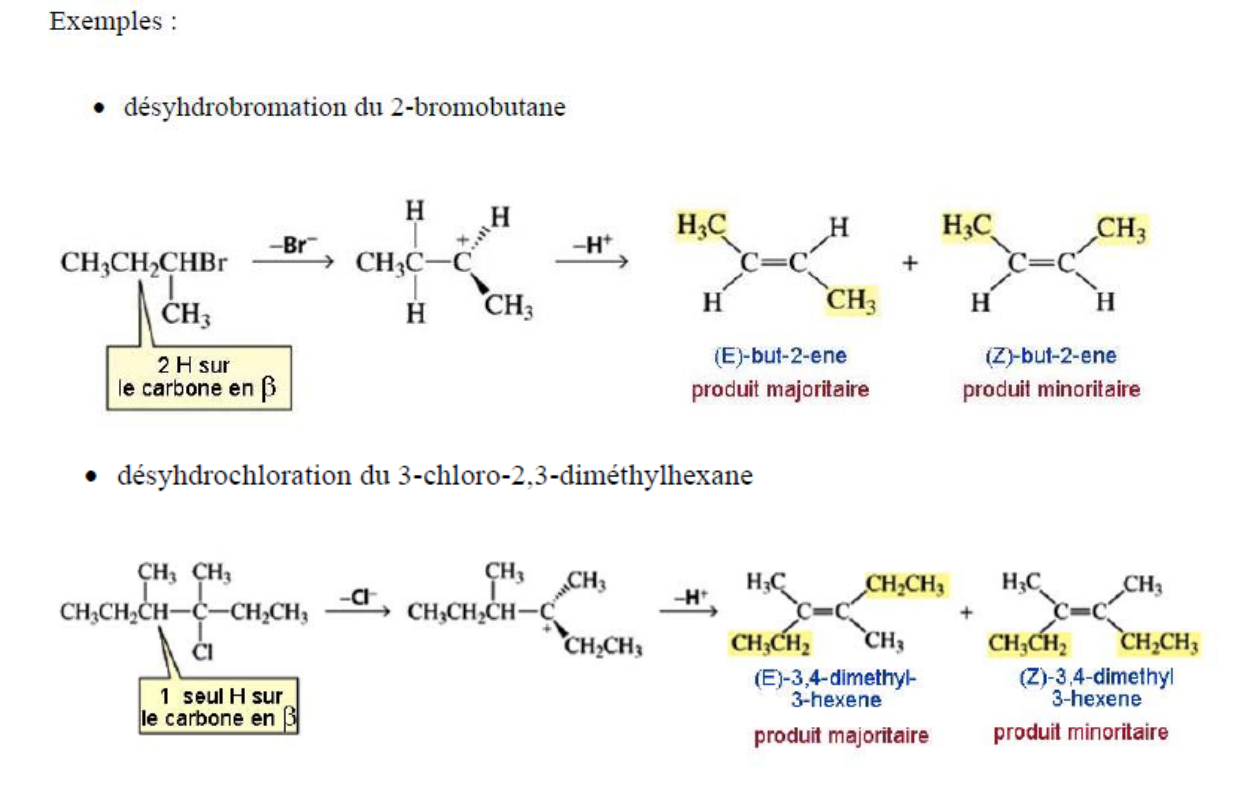 Exemples :
• désyhdrobromation du 2-bromobutane
H H
–Br⁻ + –H⁺ H₃C H H₃C CH₃
CH₃CH₂CHBr CH₃C–C C=C + C=C
CH₃ H CH₃ H CH₃ H H
2 H sur
le carbone en β
(E)-but-2-ene (Z)-but-2-ene
produit majoritaire produit minoritaire
• désyhdrochloration du 3-chloro-2,3-diméthylhexane
CH₃ CH₃ CH₃ CH₃ H₃C CH₂CH₃ H₃C CH₃
CH₃CH₂CH–C–CH₂CH₃ –Cl⁻ CH₃CH₂CH–C –H⁺ C=C + C=C
Cl + CH₂CH₃ CH₃CH₂ CH₃ CH₃CH₂ CH₂CH₃
1 seul H sur
le carbone en β
(E)-3,4-dimethyl- (Z)-3,4-dimethyl
3-hexene 3-hexene
produit majoritaire produit minoritaire